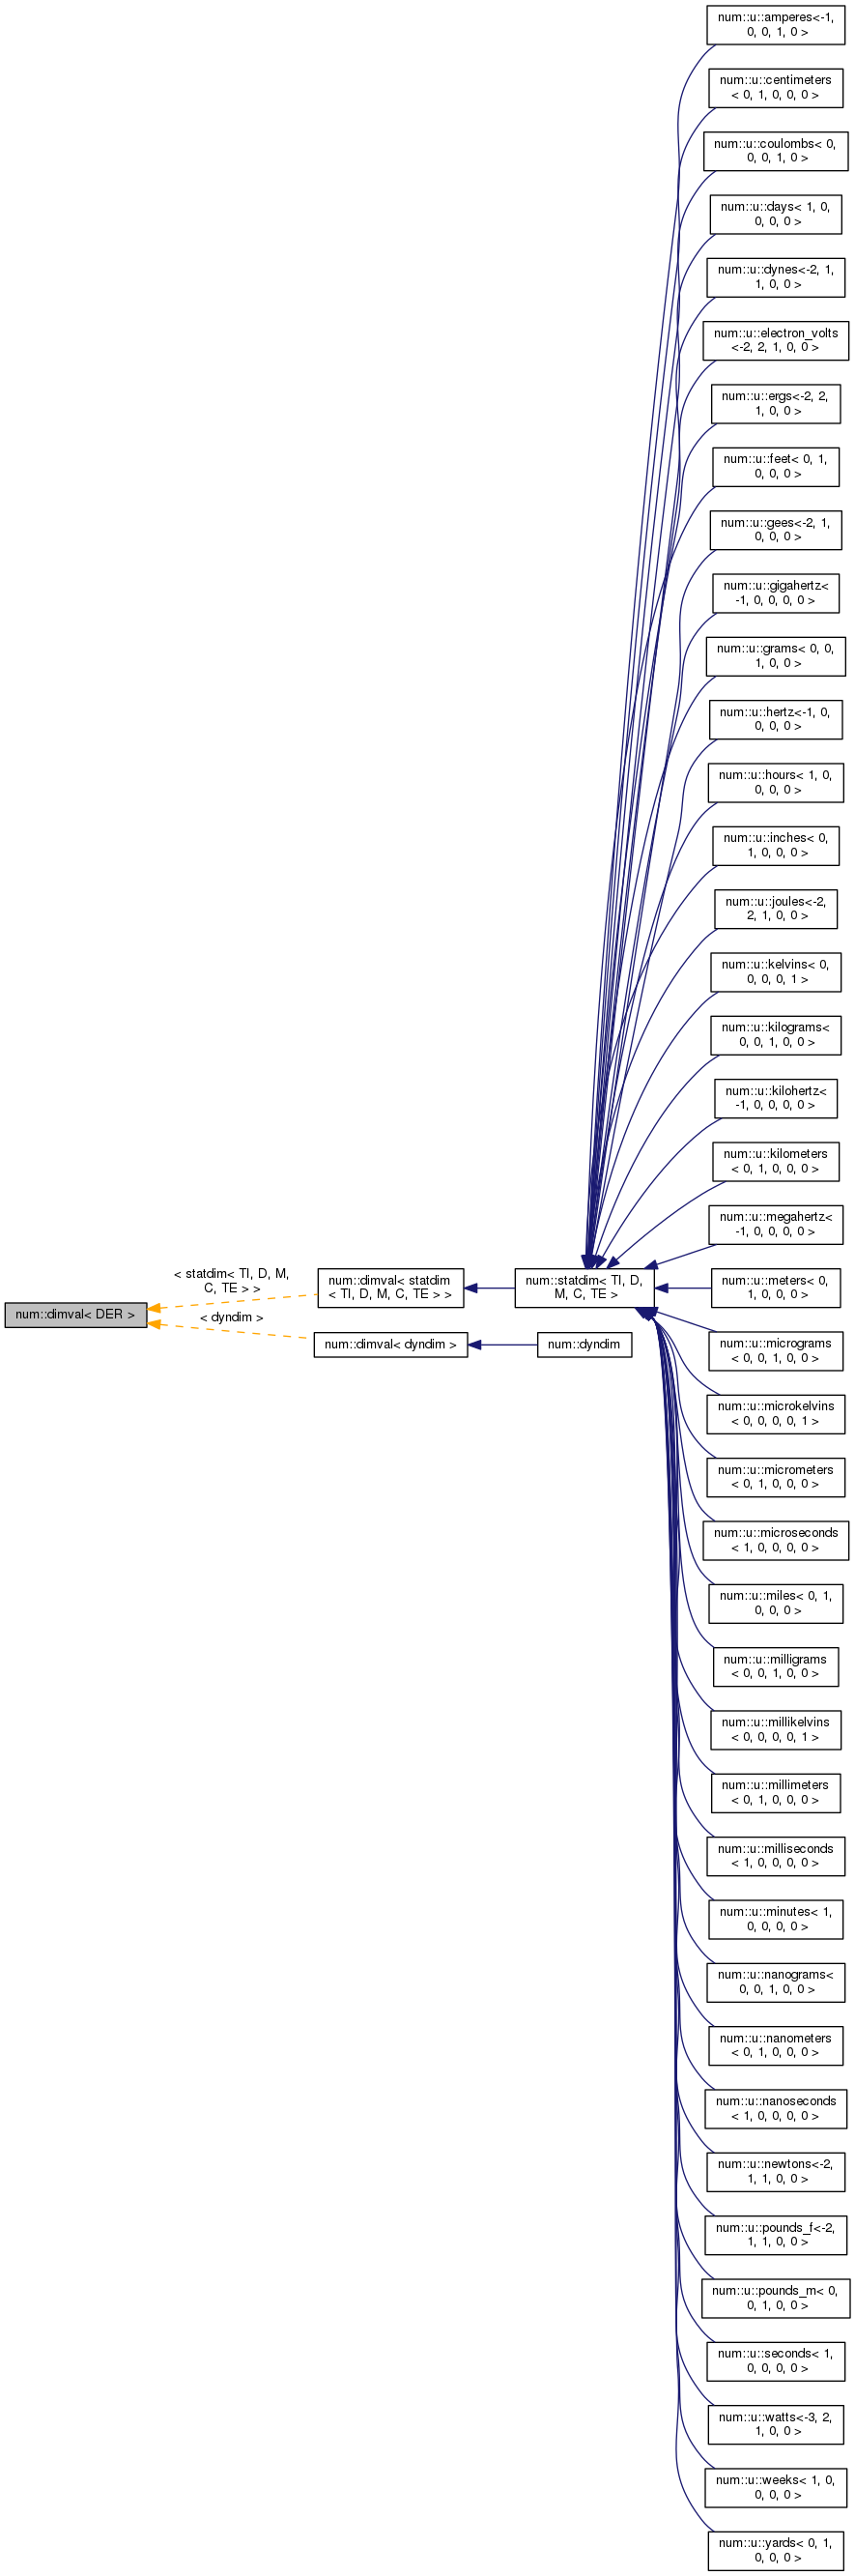 num::dimval< DER >
< statdim< TI, D, M,
C, TE > >
< dyndim >
num::dimval< statdim
< TI, D, M, C, TE > >
num::dimval< dyndim >
num::statdim< TI, D,
M, C, TE >
num::dyndim
num::u::amperes<-1,
0, 0, 1, 0 >
num::u::centimeters
< 0, 1, 0, 0, 0 >
num::u::coulombs< 0,
0, 0, 1, 0 >
num::u::days< 1, 0,
0, 0, 0 >
num::u::dynes<-2, 1,
1, 0, 0 >
num::u::electron_volts
<-2, 2, 1, 0, 0 >
num::u::ergs<-2, 2,
1, 0, 0 >
num::u::feet< 0, 1,
0, 0, 0 >
num::u::gees<-2, 1,
0, 0, 0 >
num::u::gigahertz<
-1, 0, 0, 0, 0 >
num::u::grams< 0, 0,
1, 0, 0 >
num::u::hertz<-1, 0,
0, 0, 0 >
num::u::hours< 1, 0,
0, 0, 0 >
num::u::inches< 0,
1, 0, 0, 0 >
num::u::joules<-2,
2, 1, 0, 0 >
num::u::kelvins< 0,
0, 0, 0, 1 >
num::u::kilograms<
0, 0, 1, 0, 0 >
num::u::kilohertz<
-1, 0, 0, 0, 0 >
num::u::kilometers
< 0, 1, 0, 0, 0 >
num::u::megahertz<
-1, 0, 0, 0, 0 >
num::u::meters< 0,
1, 0, 0, 0 >
num::u::micrograms
< 0, 0, 1, 0, 0 >
num::u::microkelvins
< 0, 0, 0, 0, 1 >
num::u::micrometers
< 0, 1, 0, 0, 0 >
num::u::microseconds
< 1, 0, 0, 0, 0 >
num::u::miles< 0, 1,
0, 0, 0 >
num::u::milligrams
< 0, 0, 1, 0, 0 >
num::u::millikelvins
< 0, 0, 0, 0, 1 >
num::u::millimeters
< 0, 1, 0, 0, 0 >
num::u::milliseconds
< 1, 0, 0, 0, 0 >
num::u::minutes< 1,
0, 0, 0, 0 >
num::u::nanograms<
0, 0, 1, 0, 0 >
num::u::nanometers
< 0, 1, 0, 0, 0 >
num::u::nanoseconds
< 1, 0, 0, 0, 0 >
num::u::newtons<-2,
1, 1, 0, 0 >
num::u::pounds_f<-2,
1, 1, 0, 0 >
num::u::pounds_m< 0,
0, 1, 0, 0 >
num::u::seconds< 1,
0, 0, 0, 0 >
num::u::watts<-3, 2,
1, 0, 0 >
num::u::weeks< 1, 0,
0, 0, 0 >
num::u::yards< 0, 1,
0, 0, 0 >